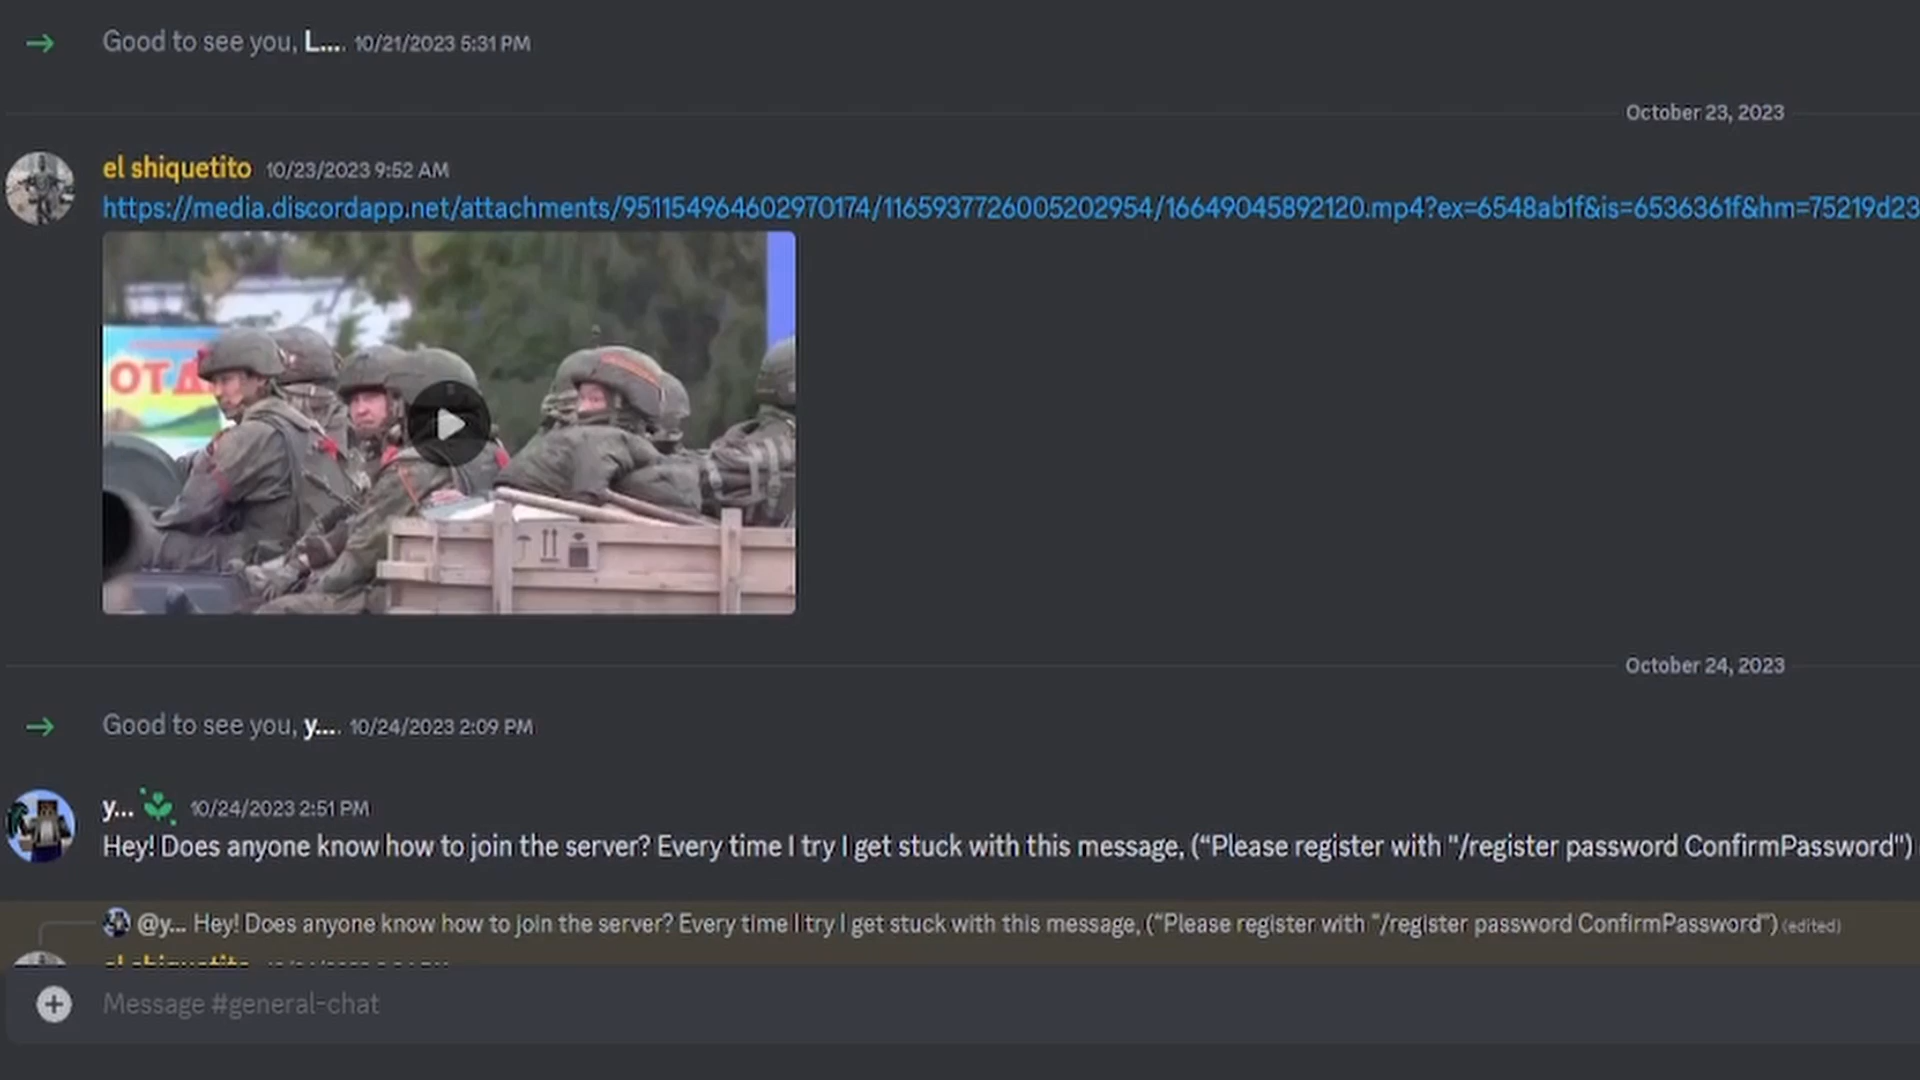 Good to see you, L.... 10/21/2023 5:31 PM
October 23, 2023
el shiquetito 10/23/2023 9:52 AM
https://media.discordapp.net/attachments/951154964602970174/1165937726005202954/16649045892120.mp4?ex=6548ab1f&is=6536361f&hm=75219d23
ОТД
October 24, 2023
Good to see you, y.... 10/24/2023 2:09 PM
y... 10/24/2023 2:51 PM
Hey! Does anyone know how to join the server? Every time I try I get stuck with this message, (“Please register with "/register password ConfirmPassword")
@y... Hey! Does anyone know how to join the server? Every time I try I get stuck with this message, (“Please register with "/register password ConfirmPassword") (edited)
el shiquetito
Message #general-chat